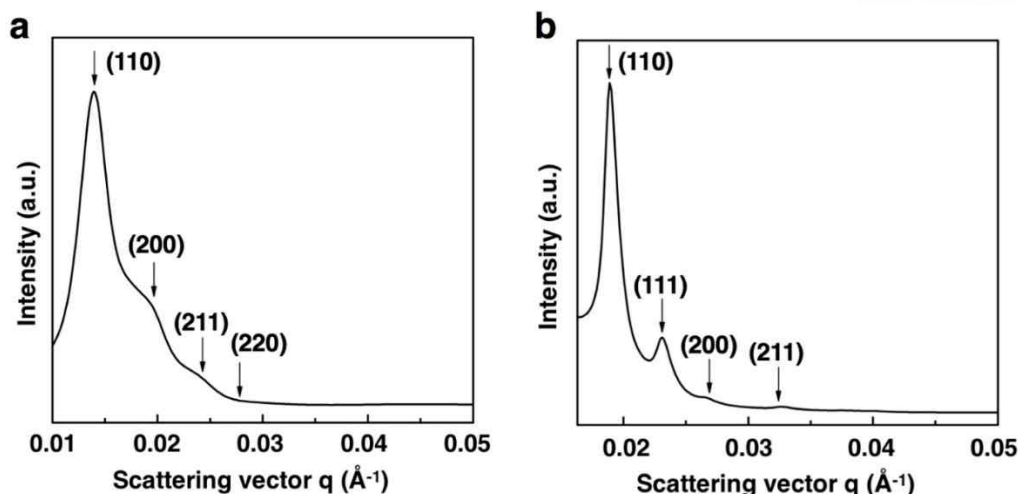 a
(110)
(200)
(211)
(220)
Intensity (a.u.)
0.01 0.02 0.03 0.04 0.05
Scattering vector q (Å⁻¹)
b
(110)
(111)
(200)
(211)
Intensity (a.u.)
0.02 0.03 0.04 0.05
Scattering vector q (Å⁻¹)